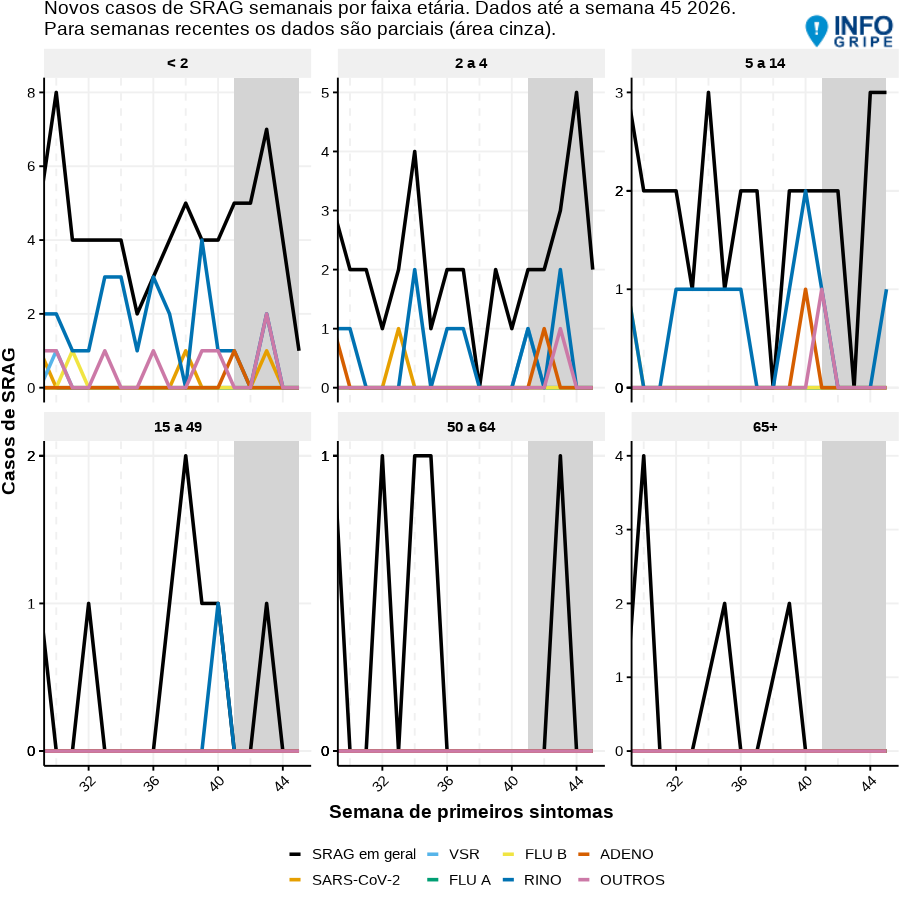 Novos casos de SRAG semanais por faixa etária. Dados até a semana 45 2026.
Para semanas recentes os dados são parciais (área cinza).
INFO
GRIPE
< 2
2 a 4
5 a 14
8
6
4
2
0
5
4
3
2
1
0
3
2
1
0
Casos de SRAG
15 a 49
50 a 64
65+
2
1
0
1
0
4
3
2
1
0
32 36 40 44
32 36 40 44
32 36 40 44
Semana de primeiros sintomas
SRAG em geral VSR FLU B ADENO
SARS-CoV-2 FLU A RINO OUTROS